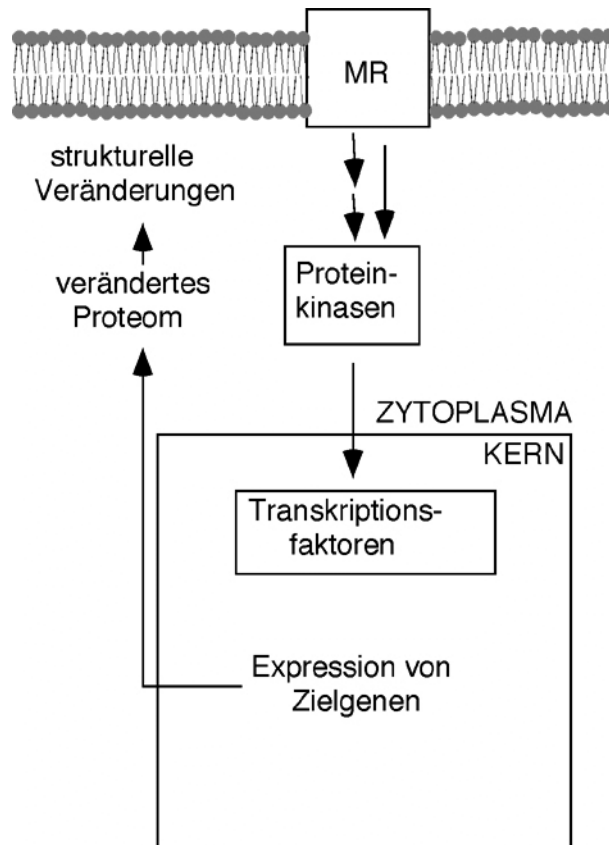 MR
strukturelle
Veränderungen
verändertes
Proteom
Protein-
kinasen
ZYTOPLASMA
KERN
Transkriptions-
faktoren
Expression von
Zielgenen